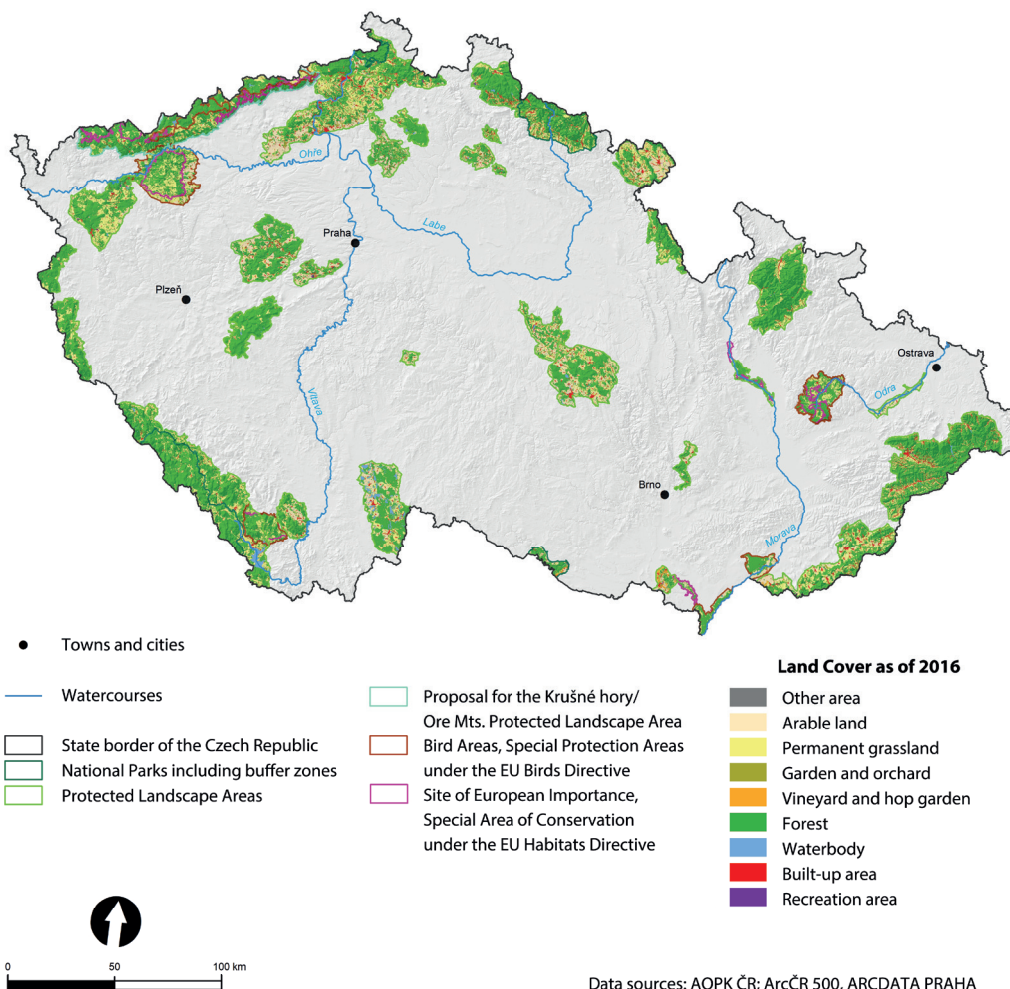 Ohře
Labe
Praha
Plzeň
Ostrava
Odra
Vltava
Brno
Morava
Towns and cities
Watercourses
State border of the Czech Republic
National Parks including buffer zones
Protected Landscape Areas
Proposal for the Krušné hory/
Ore Mts. Protected Landscape Area
Bird Areas, Special Protection Areas
under the EU Birds Directive
Site of European Importance,
Special Area of Conservation
under the EU Habitats Directive
Land Cover as of 2016
Other area
Arable land
Permanent grassland
Garden and orchard
Vineyard and hop garden
Forest
Waterbody
Built-up area
Recreation area
0 50 100 km
Data sources: AOPK ČR; ArcČR 500, ARCDATA PRAHA